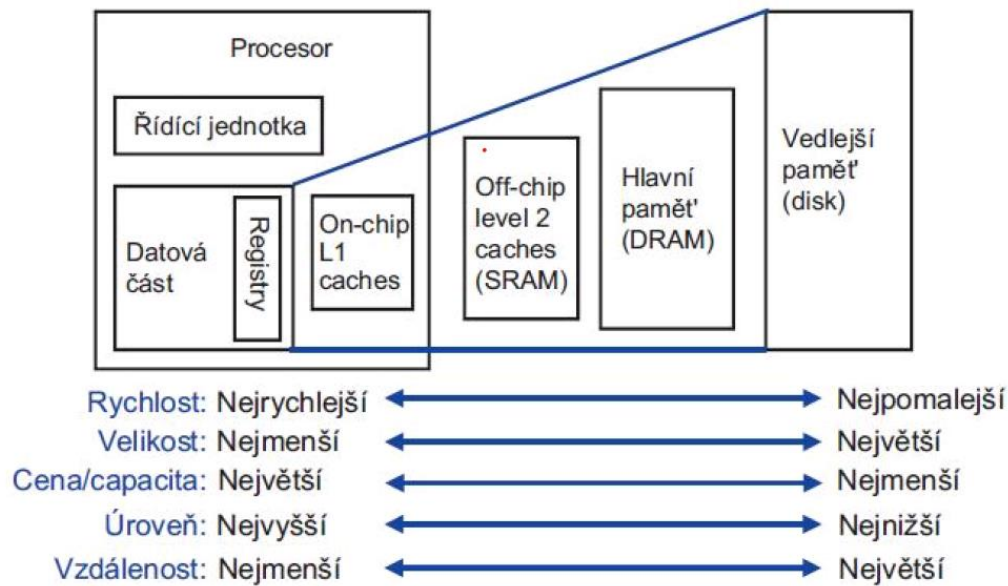 Procesor
Řídící jednotka
Datová
část
Registry
On-chip
L1
caches
Off-chip
level 2
caches
(SRAM)
Hlavní
paměť
(DRAM)
Vedlejší
paměť
(disk)
Rychlost: Nejrychlejší Nejpomalejší
Velikost: Nejmenší Největší
Cena/capacita: Největší Nejmenší
Úroveň: Nejvyšší Nejnižší
Vzdálenost: Nejmenší Největší